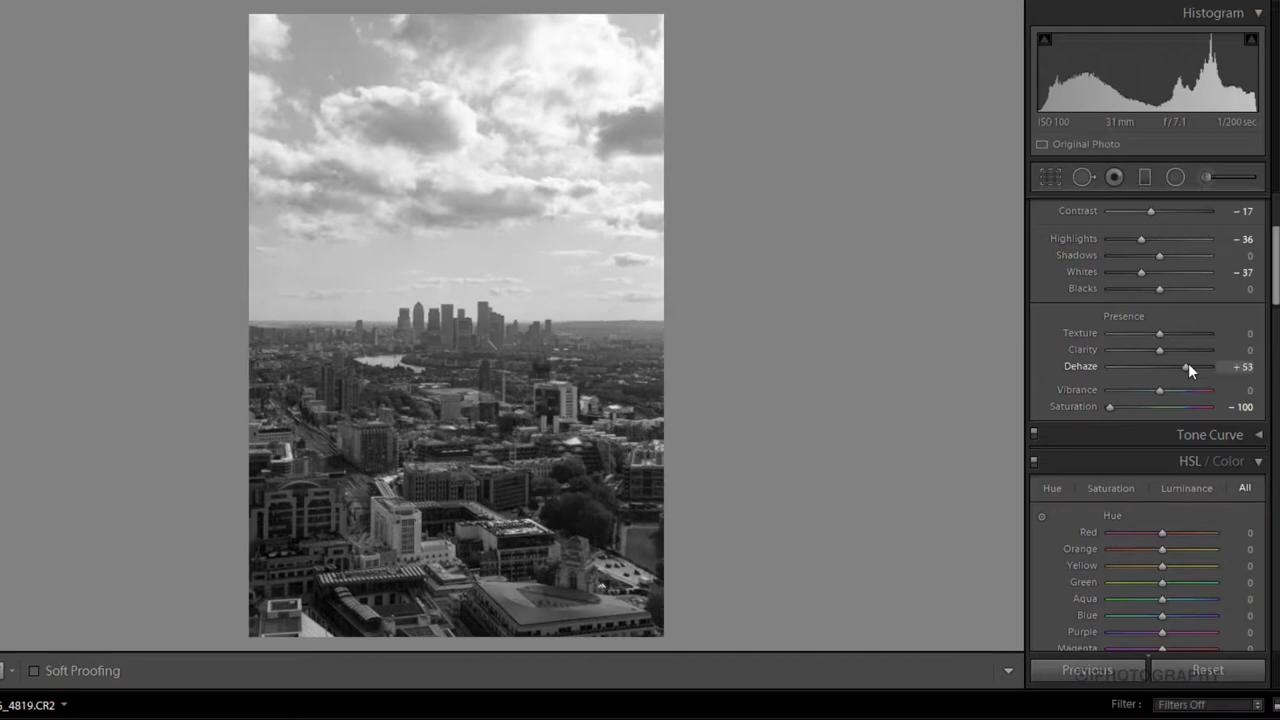 Histogram
ISO 100 31 mm f / 7.1 1/200 sec
Original Photo
Contrast – 17
Highlights – 36
Shadows 0
Whites – 37
Blacks 0
Presence
Texture 0
Clarity 0
Dehaze + 53
Vibrance 0
Saturation – 100
Tone Curve
HSL / Color
Hue Saturation Luminance All
Hue
Red 0
Orange 0
Yellow 0
Green 0
Aqua 0
Blue 0
Purple 0
Magenta 0
Previous Reset
Soft Proofing
_4819.CR2
Filter : Filters Off